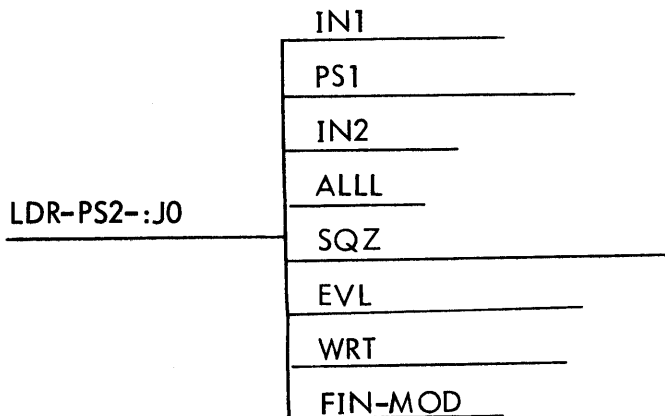 IN1
PS1
IN2
ALLL
LDR-PS2-:J0
SQZ
EVL
WRT
FIN-MOD